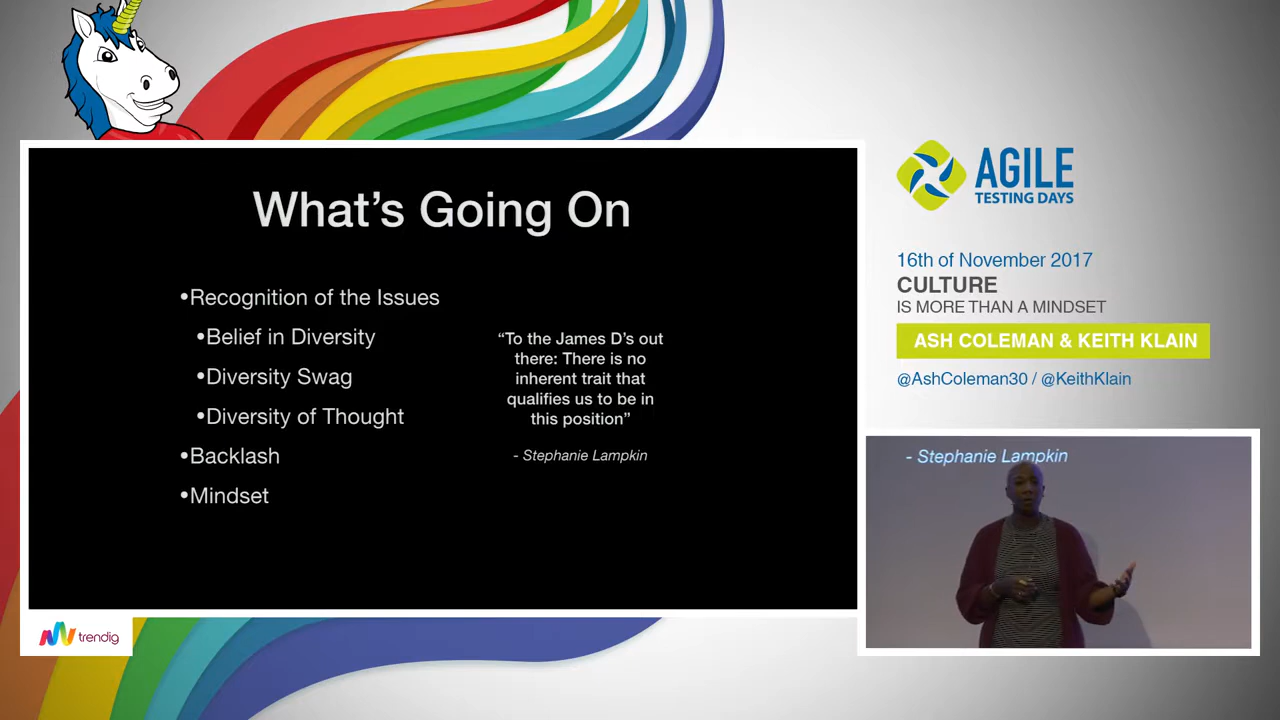 What's Going On
•Recognition of the Issues
•Belief in Diversity
•Diversity Swag
•Diversity of Thought
•Backlash
•Mindset
“To the James D’s out
there: There is no
inherent trait that
qualifies us to be in
this position”
- Stephanie Lampkin
AGILE
TESTING DAYS
16th of November 2017
CULTURE
IS MORE THAN A MINDSET
ASH COLEMAN & KEITH KLAIN
@AshColeman30 / @KeithKlain
- Stephanie Lampkin
trendig